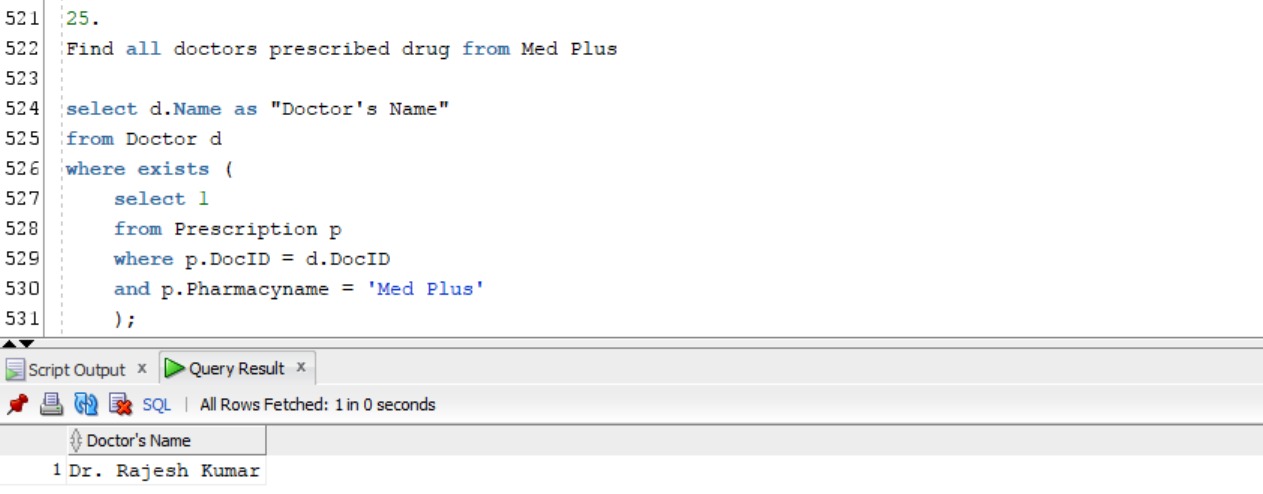 521 25.
522 Find all doctors prescribed drug from Med Plus
523
524 select d.Name as "Doctor's Name"
525 from Doctor d
526 where exists (
527 select 1
528 from Prescription p
529 where p.DocID = d.DocID
530 and p.Pharmacyname = 'Med Plus'
531 );
Script Output x Query Result x
SQL | All Rows Fetched: 1 in 0 seconds
Doctor's Name
1 Dr. Rajesh Kumar